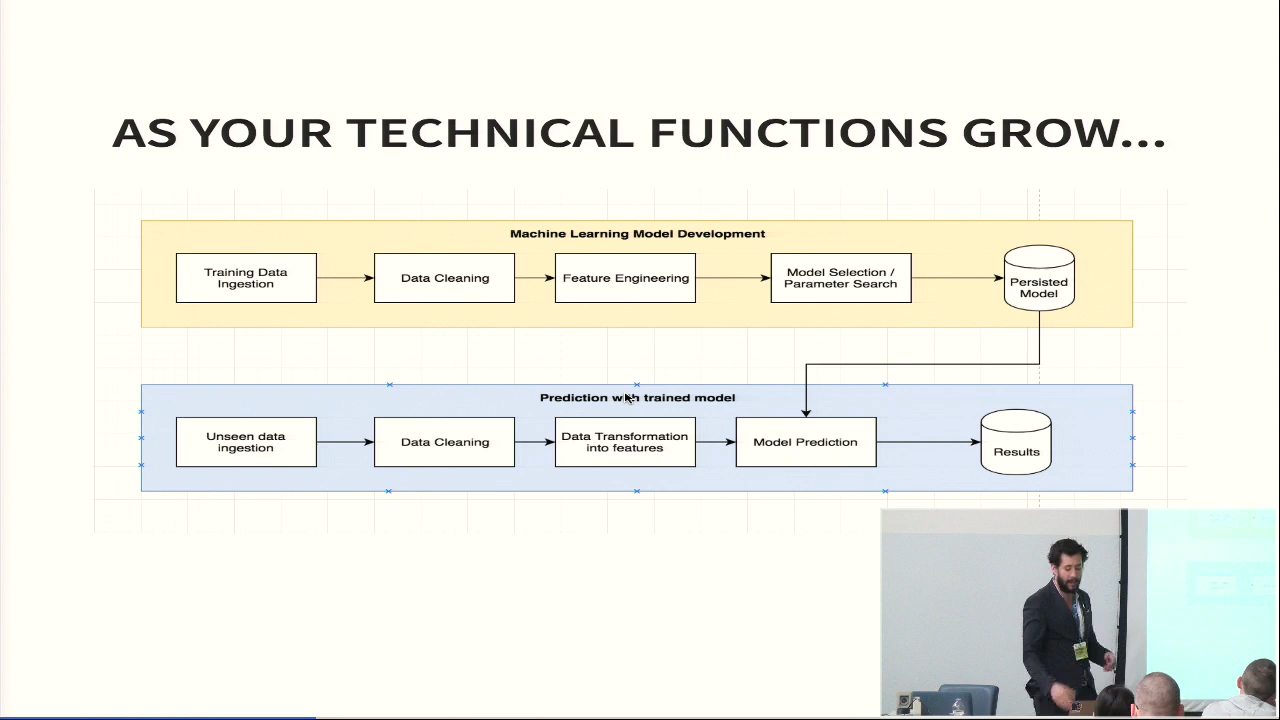 AS YOUR TECHNICAL FUNCTIONS GROW...
Machine Learning Model Development
Training Data
Ingestion
Data Cleaning
Feature Engineering
Model Selection /
Parameter Search
Persisted
Model
Prediction with trained model
Unseen data
ingestion
Data Cleaning
Data Transformation
into features
Model Prediction
Results